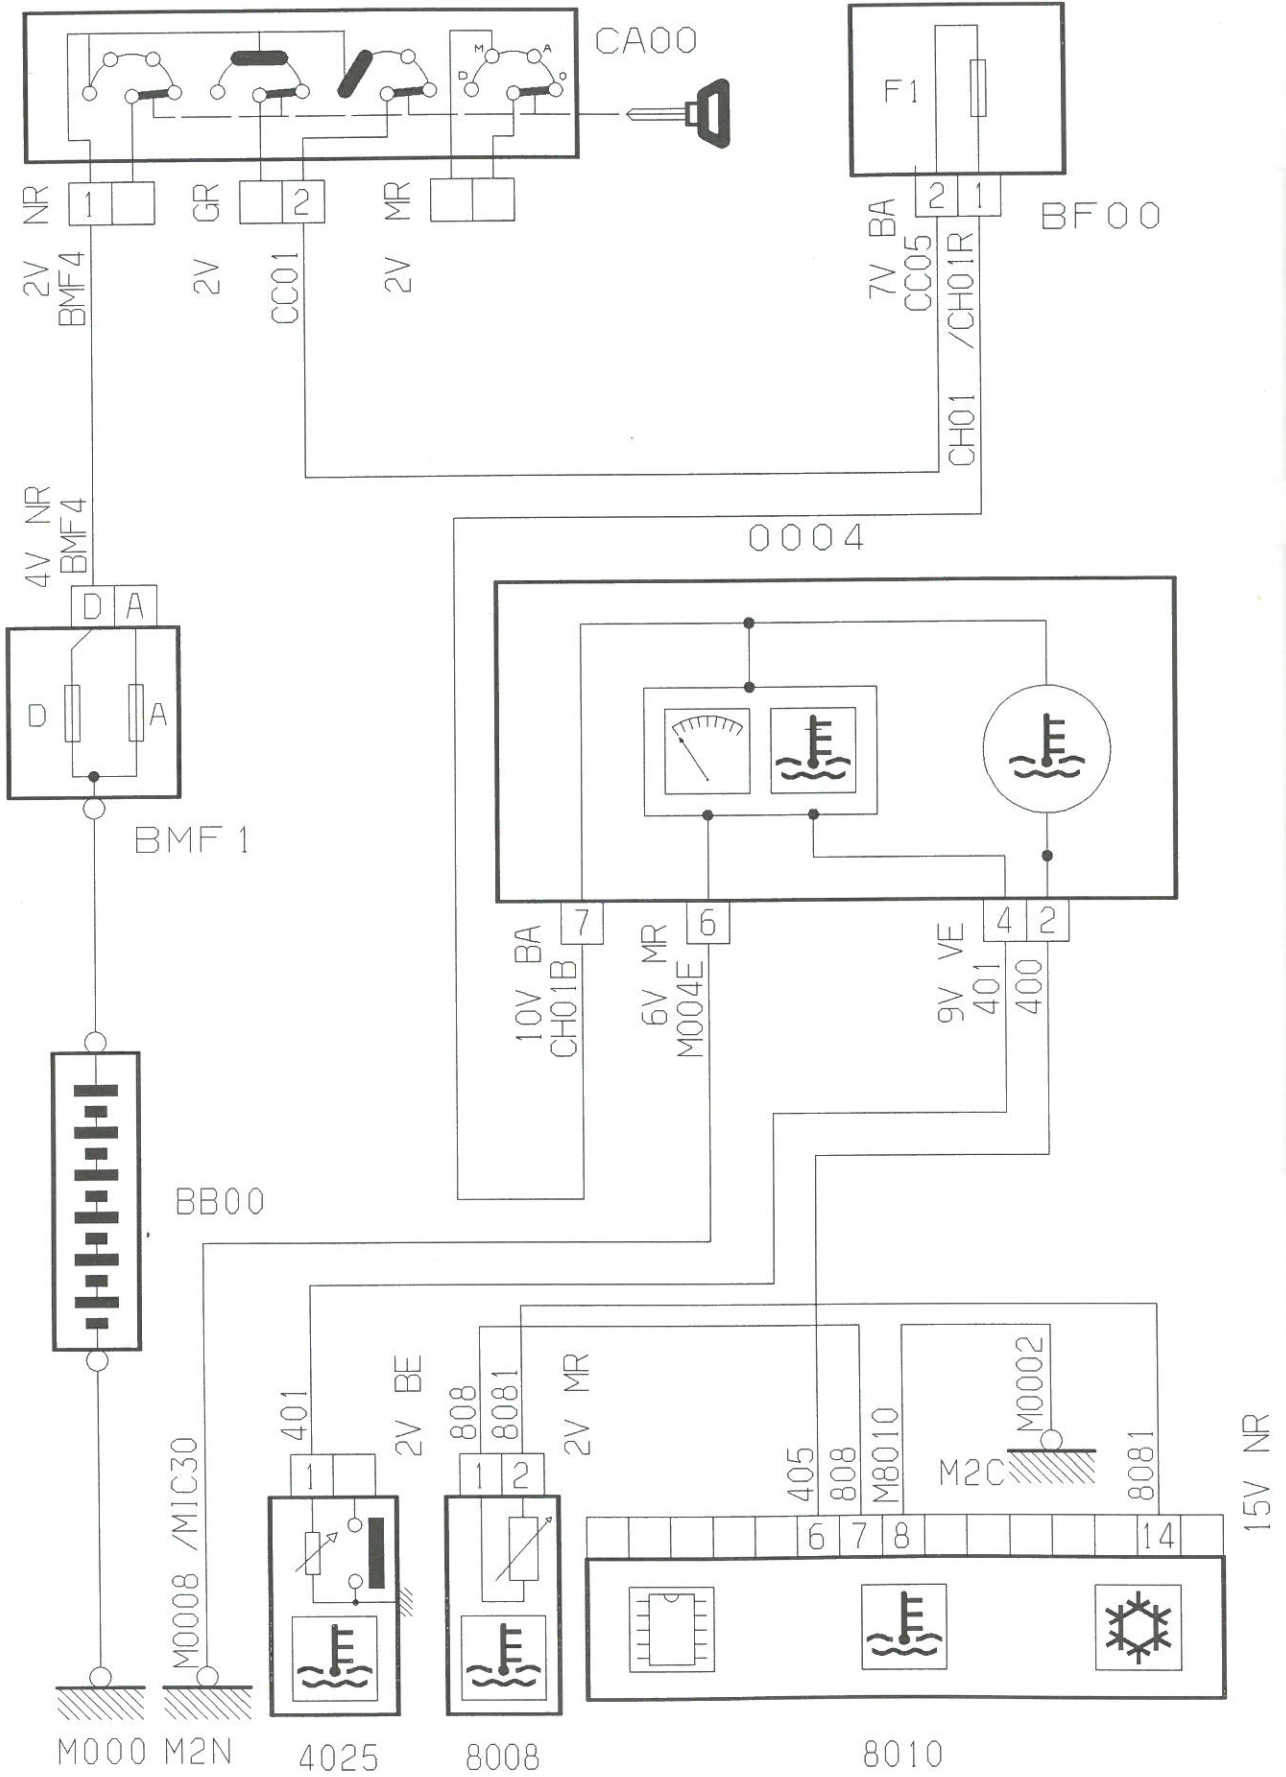 CA00
M A
D O
F1
1
2
2 1
BF00
2V NR
BMF4
2V GR
CC01
2V MR
7V BA
CC05
CH01 /CH01R
4V NR
BMF4
0004
D A
D A
BMF1
7 6 4 2
10V BA
CH01B
6V MR
M004E
9V VE
401
400
BB00
401
2V BE
808
8081
2V MR
405
808
M8010
M0002
M2C
8081
15V NR
M0008 /MIC30
1
1 2
6 7 8 14
M000 M2N 4025 8008 8010